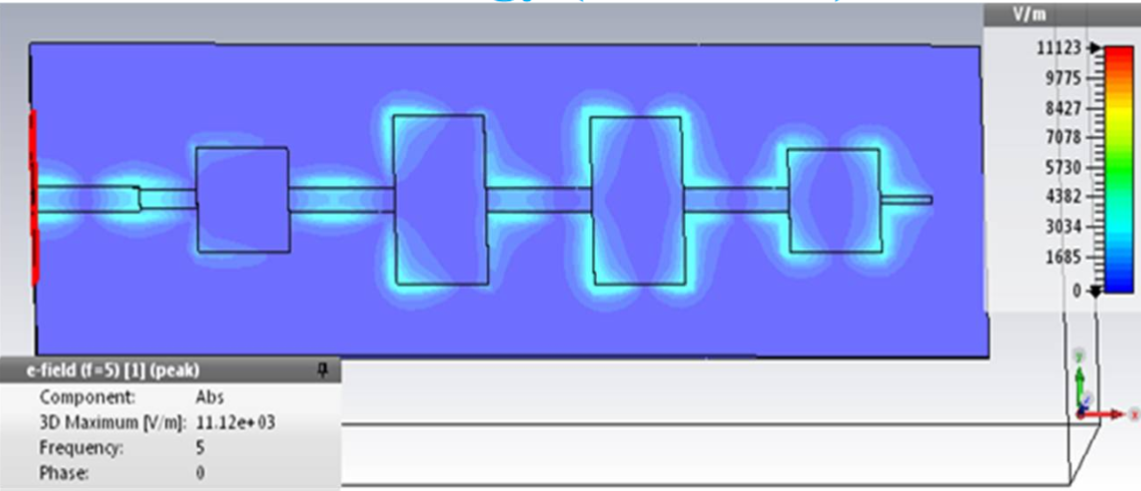 V/m
11123
9775
8427
7078
5730
4382
3034
1685
0
e-field (f=5) [1] (peak)
Component: Abs
3D Maximum [V/m]: 11.12e+03
Frequency: 5
Phase: 0
y
x